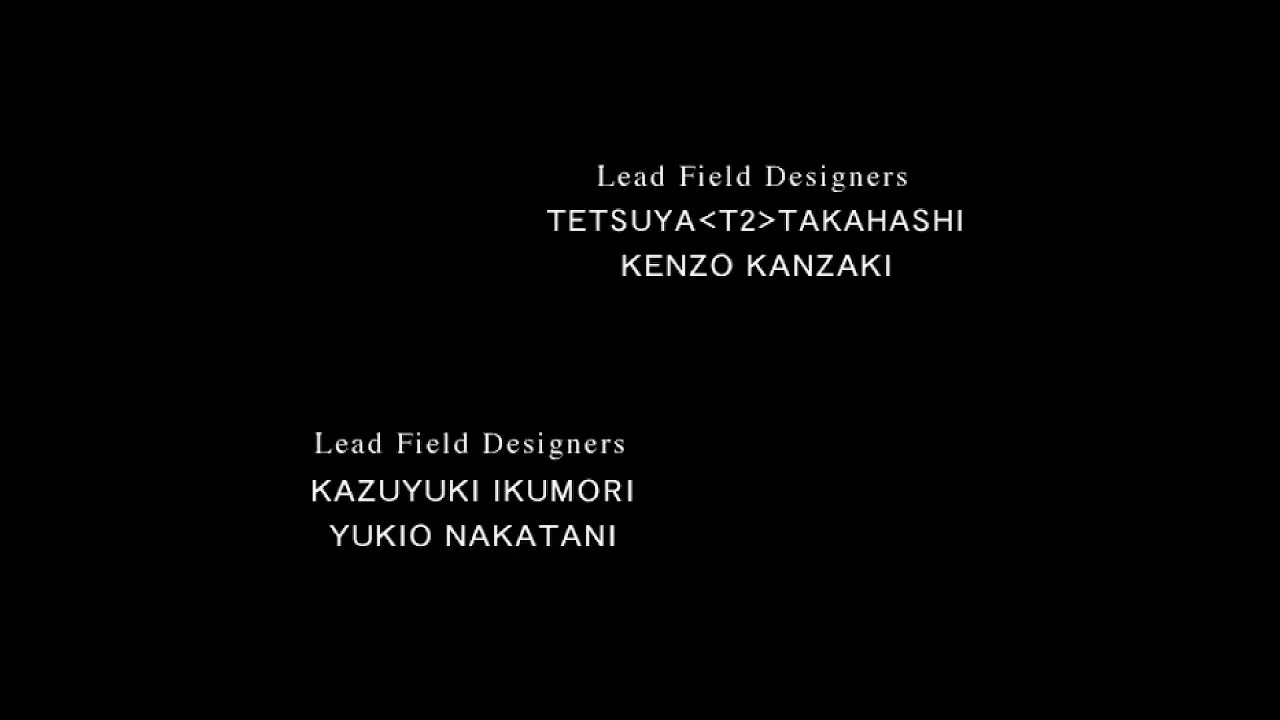 Lead Field Designers
TETSUYA<T2>TAKAHASHI
KENZO KANZAKI
Lead Field Designers
KAZUYUKI IKUMORI
YUKIO NAKATANI